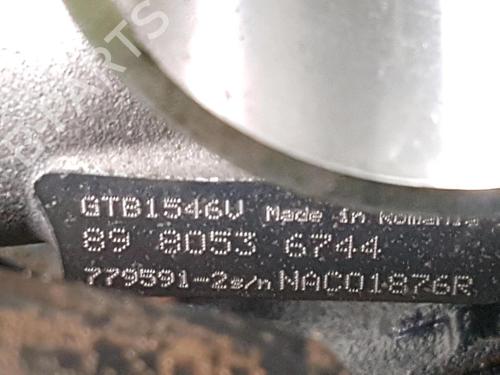 GTB1546V Made in Romania
89 8053 6744
779591-2s/n NAC01876R